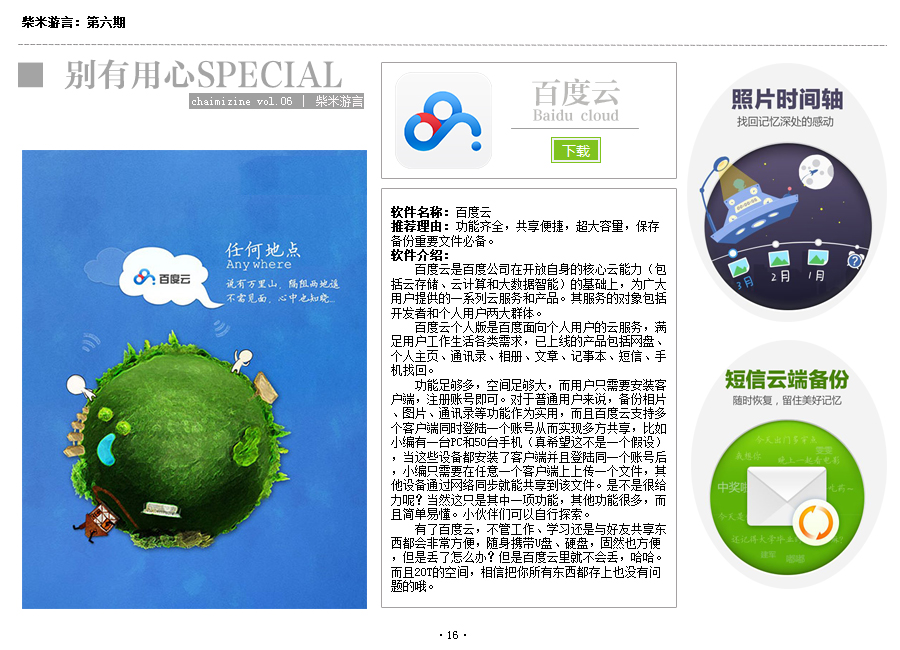 柴米游言：第六期
别有用心SPECIAL
chaimizine vol.06 | 柴米游言
百度云
任何地点
Anywhere
说有万里山，隔阻两地遥
不需见面，心中也知晓…
百度云
Baidu cloud
下载
软件名称：百度云
推荐理由：功能齐全，共享便捷，超大容量，保存
备份重要文件必备。
软件介绍：
百度云是百度公司在开放自身的核心云能力（包
括云存储、云计算和大数据智能）的基础上，为广大
用户提供的一系列云服务和产品。其服务的对象包括
开发者和个人用户两大群体。
百度云个人版是百度面向个人用户的云服务，满
足用户工作生活各类需求，已上线的产品包括网盘、
个人主页、通讯录、相册、文章、记事本、短信、手
机找回。
功能足够多，空间足够大，而用户只需要安装客
户端，注册账号即可。对于普通用户来说，备份相片
、图片、通讯录等功能作为实用，而且百度云支持多
个客户端同时登陆一个账号从而实现多方共享，比如
小编有一台PC和50台手机（真希望这不是一个假设）
，当这些设备都安装了客户端并且登陆同一个账号后
，小编只需要在任意一个客户端上上传一个文件，其
他设备通过网络同步就能共享到该文件。是不是很给
力呢？当然这只是其中一项功能，其他功能很多，而
且简单易懂。小伙伴们可以自行探索。
有了百度云，不管工作、学习还是与好友共享东
西都会非常方便，随身携带U盘、硬盘，固然也方便
，但是丢了怎么办？但是百度云里就不会丢，哈哈。
而且20T的空间，相信把你所有东西都存上也没有问
题的哦。
照片时间轴
找回记忆深处的感动
3月
2月
1月
短信云端备份
随时恢复，留住美好记忆
中奖啦
·16·